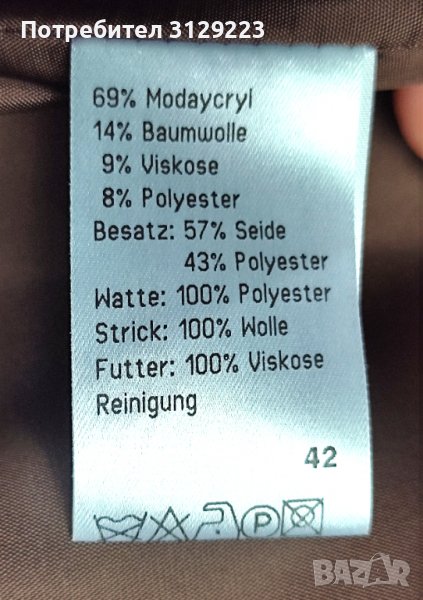 Потребител 3129223
69% Modaycryl
14% Baumwolle
9% Viskose
8% Polyester
Besatz: 57% Seide
43% Polyester
Watte: 100% Polyester
Strick: 100% Wolle
Futter: 100% Viskose
Reinigung
42
P
BAZAR